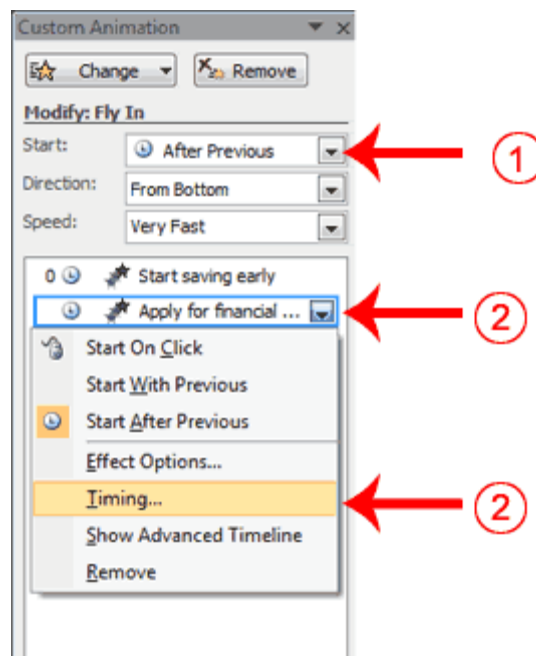 Custom Animation
Change Remove
Modify: Fly In
Start: After Previous 1
Direction: From Bottom
Speed: Very Fast
0 Start saving early
Apply for financial ... 2
Start On Click
Start With Previous
Start After Previous
Effect Options...
Timing... 2
Show Advanced Timeline
Remove